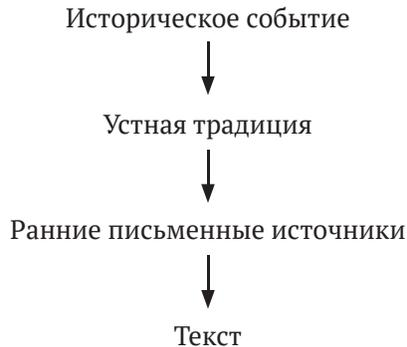 Историческое событие
Устная традиция
Ранние письменные источники
Текст